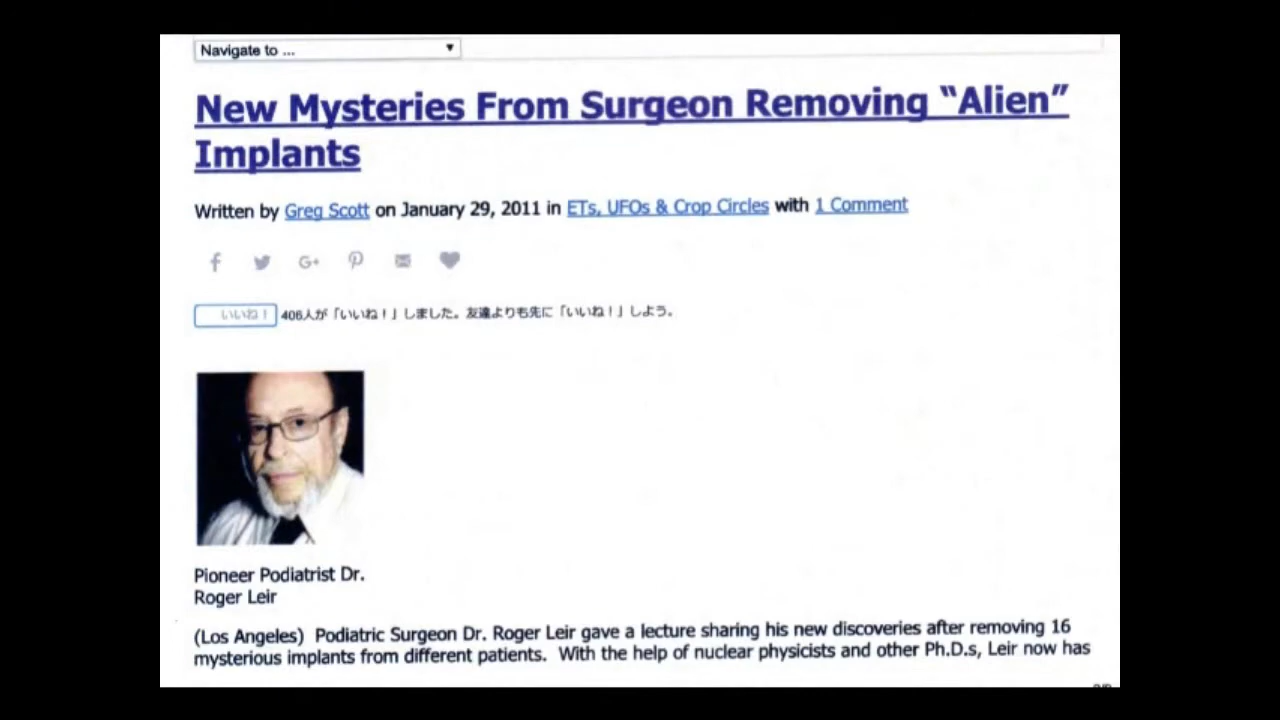 Navigate to ...
New Mysteries From Surgeon Removing “Alien”
Implants
Written by Greg Scott on January 29, 2011 in ETs, UFOs & Crop Circles with 1 Comment
いいね！ 406人が「いいね！」しました。友達よりも先に「いいね！」しよう。
Pioneer Podiatrist Dr.
Roger Leir
(Los Angeles) Podiatric Surgeon Dr. Roger Leir gave a lecture sharing his new discoveries after removing 16
mysterious implants from different patients. With the help of nuclear physicists and other Ph.D.s, Leir now has